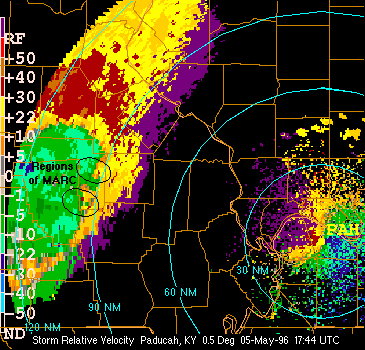 RF
+50
+40
+30
+22
+10
+5
0
-1
-5
-10
-22
-30
-40
-50
ND
Regions
of MARC
PAH
30 NM
60 NM
90 NM
120 NM
Storm Relative Velocity Paducah, KY 0.5 Deg 05-May-96 17:44 UTC